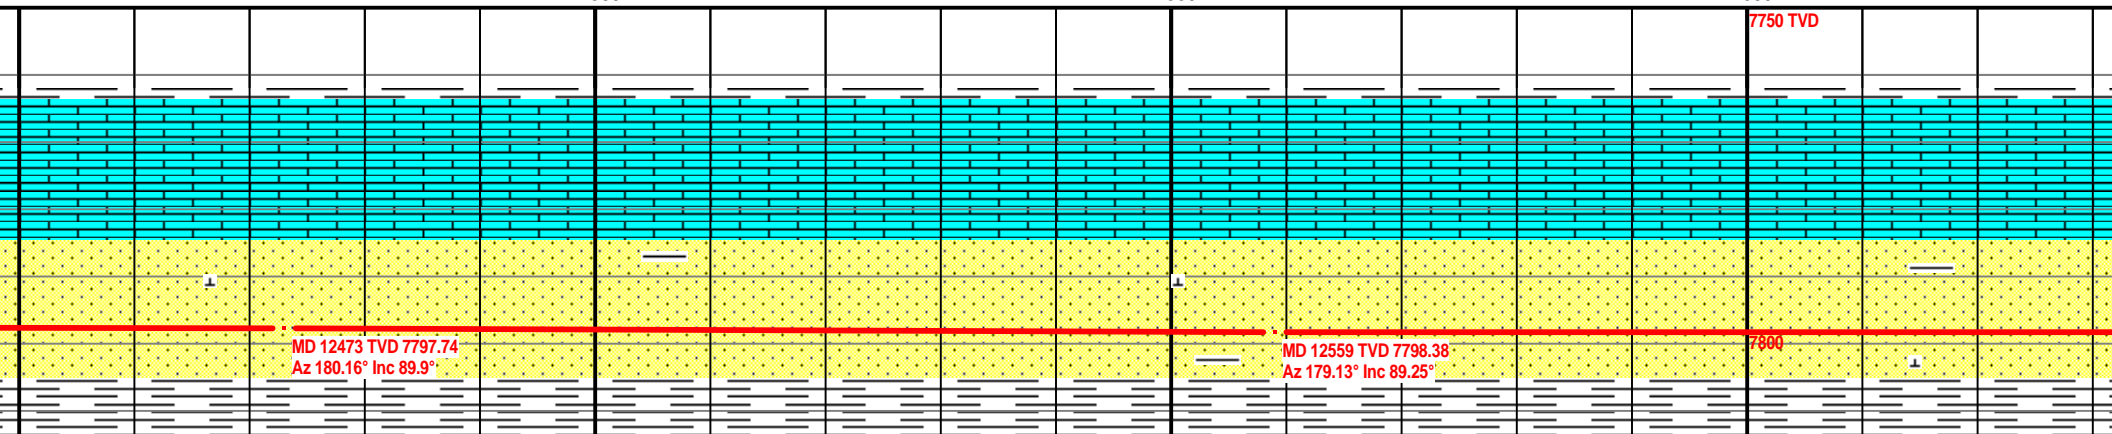 7750 TVD
MD 12473 TVD 7797.74
Az 180.16° Inc 89.9°
MD 12559 TVD 7798.38
Az 179.13° Inc 89.25°
7800